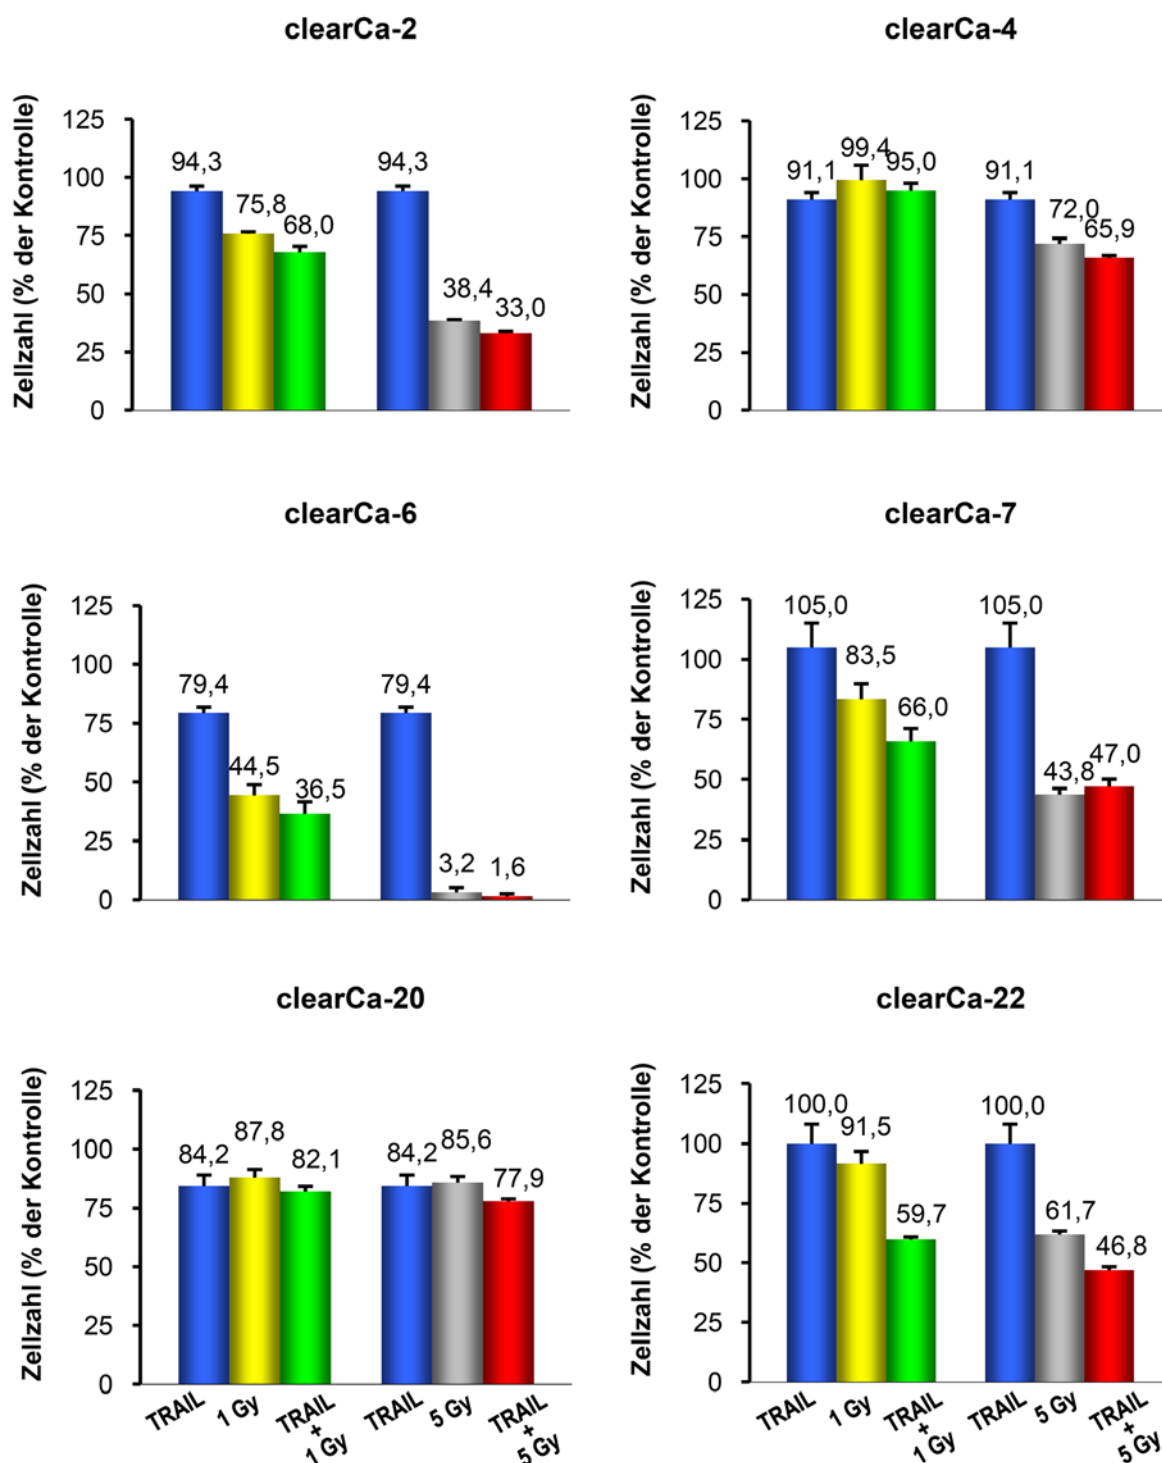 clearCa-2
Zellzahl (% der Kontrolle)
125
100
75
50
25
0
94,3
75,8
68,0
94,3
38,4
33,0
clearCa-4
Zellzahl (% der Kontrolle)
125
100
75
50
25
0
91,1
99,4
95,0
91,1
72,0
65,9
clearCa-6
Zellzahl (% der Kontrolle)
125
100
75
50
25
0
79,4
44,5
36,5
79,4
3,2
1,6
clearCa-7
Zellzahl (% der Kontrolle)
125
100
75
50
25
0
105,0
83,5
66,0
105,0
43,8
47,0
clearCa-20
Zellzahl (% der Kontrolle)
125
100
75
50
25
0
84,2
87,8
82,1
84,2
85,6
77,9
TRAIL
1 Gy
TRAIL
+
1 Gy
TRAIL
5 Gy
TRAIL
+
5 Gy
clearCa-22
Zellzahl (% der Kontrolle)
125
100
75
50
25
0
100,0
91,5
59,7
100,0
61,7
46,8
TRAIL
1 Gy
TRAIL
+
1 Gy
TRAIL
5 Gy
TRAIL
+
5 Gy